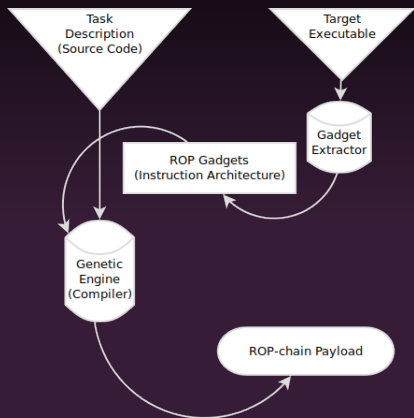 Task
Description
(Source Code)
Target
Executable
Gadget
Extractor
ROP Gadgets
(Instruction Architecture)
Genetic
Engine
(Compiler)
ROP-chain Payload